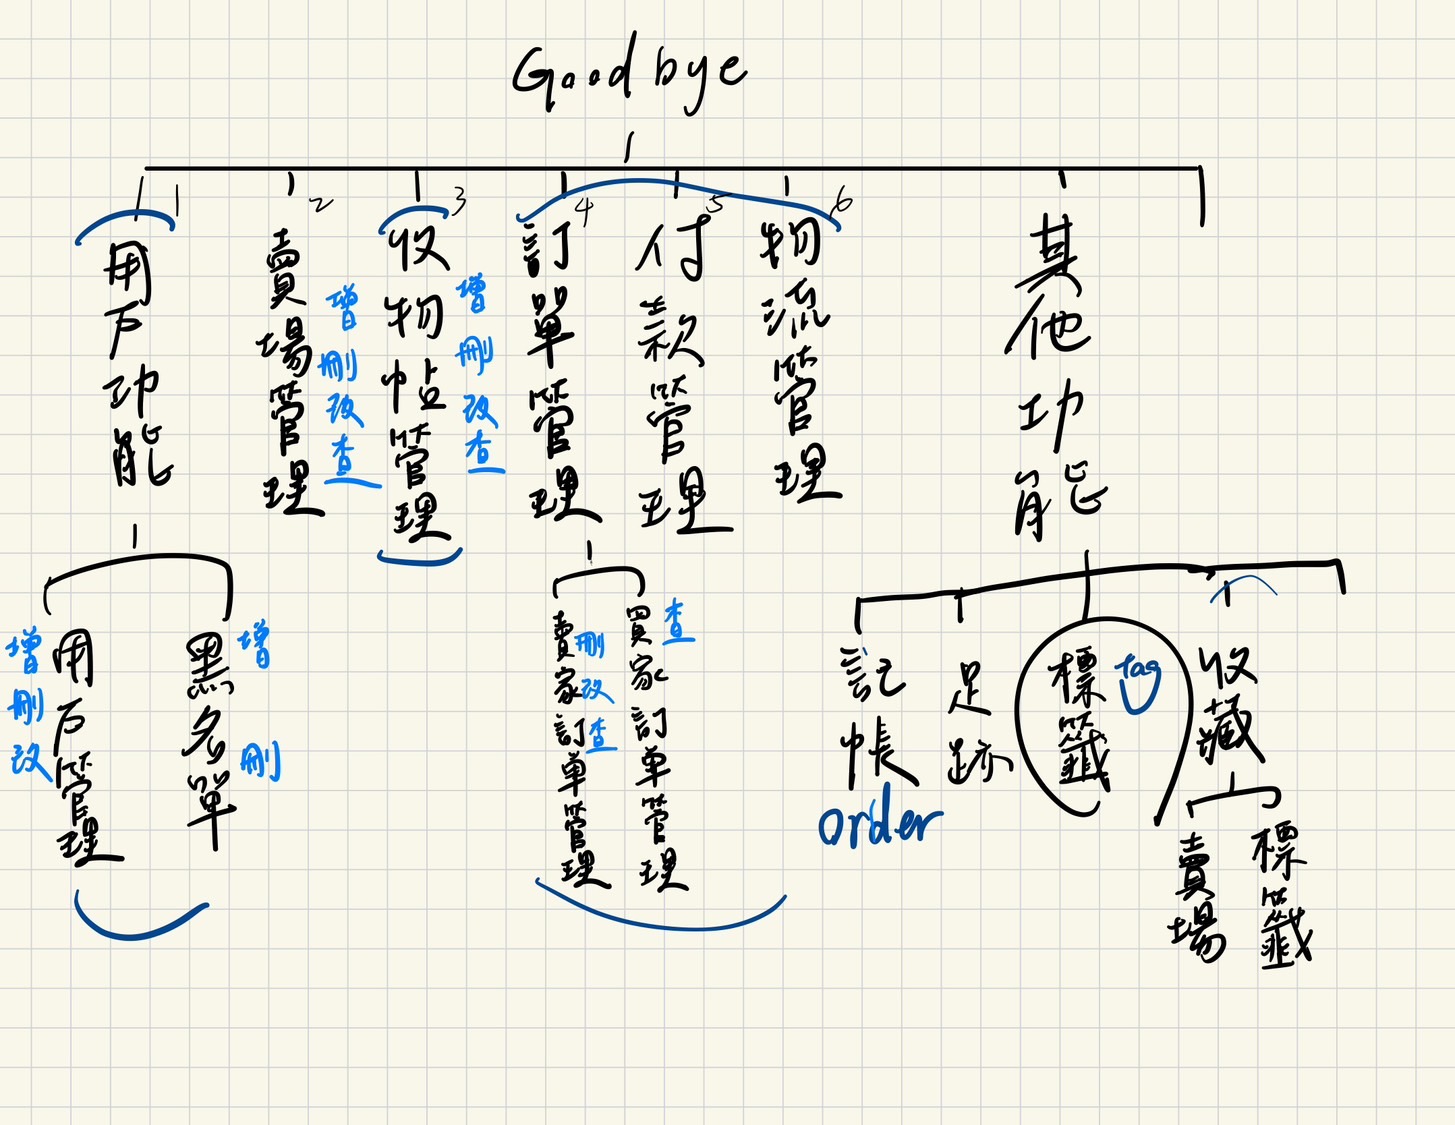 Goodbye
1
2
3
4
5
6
用戶功能
賣場管理
增刪改查
收物帖管理
增刪改查
訂單管理
付款管理
物流管理
其他功能
增刪改
用戶管理
黑名單
增刪
賣家訂單管理
刪改查
買家訂單管理
查
記帳
order
足跡
標籤
tag
收藏
賣場
標籤